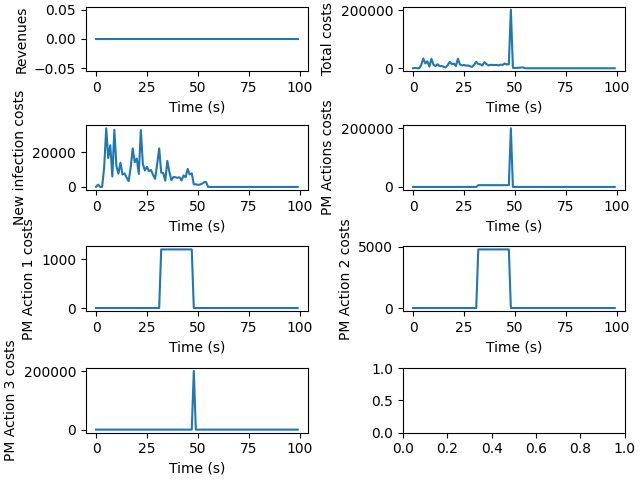 Revenues
0.05
0.00
−0.05
0 25 50 75 100
Time (s)
Total costs
200000
0
0 25 50 75 100
Time (s)
New infection costs
20000
0
0 25 50 75 100
Time (s)
PM Actions costs
200000
0
0 25 50 75 100
Time (s)
PM Action 1 costs
1000
0
0 25 50 75 100
Time (s)
PM Action 2 costs
5000
0
0 25 50 75 100
Time (s)
PM Action 3 costs
200000
0
0 25 50 75 100
Time (s)
1.0
0.5
0.0
0.0 0.2 0.4 0.6 0.8 1.0